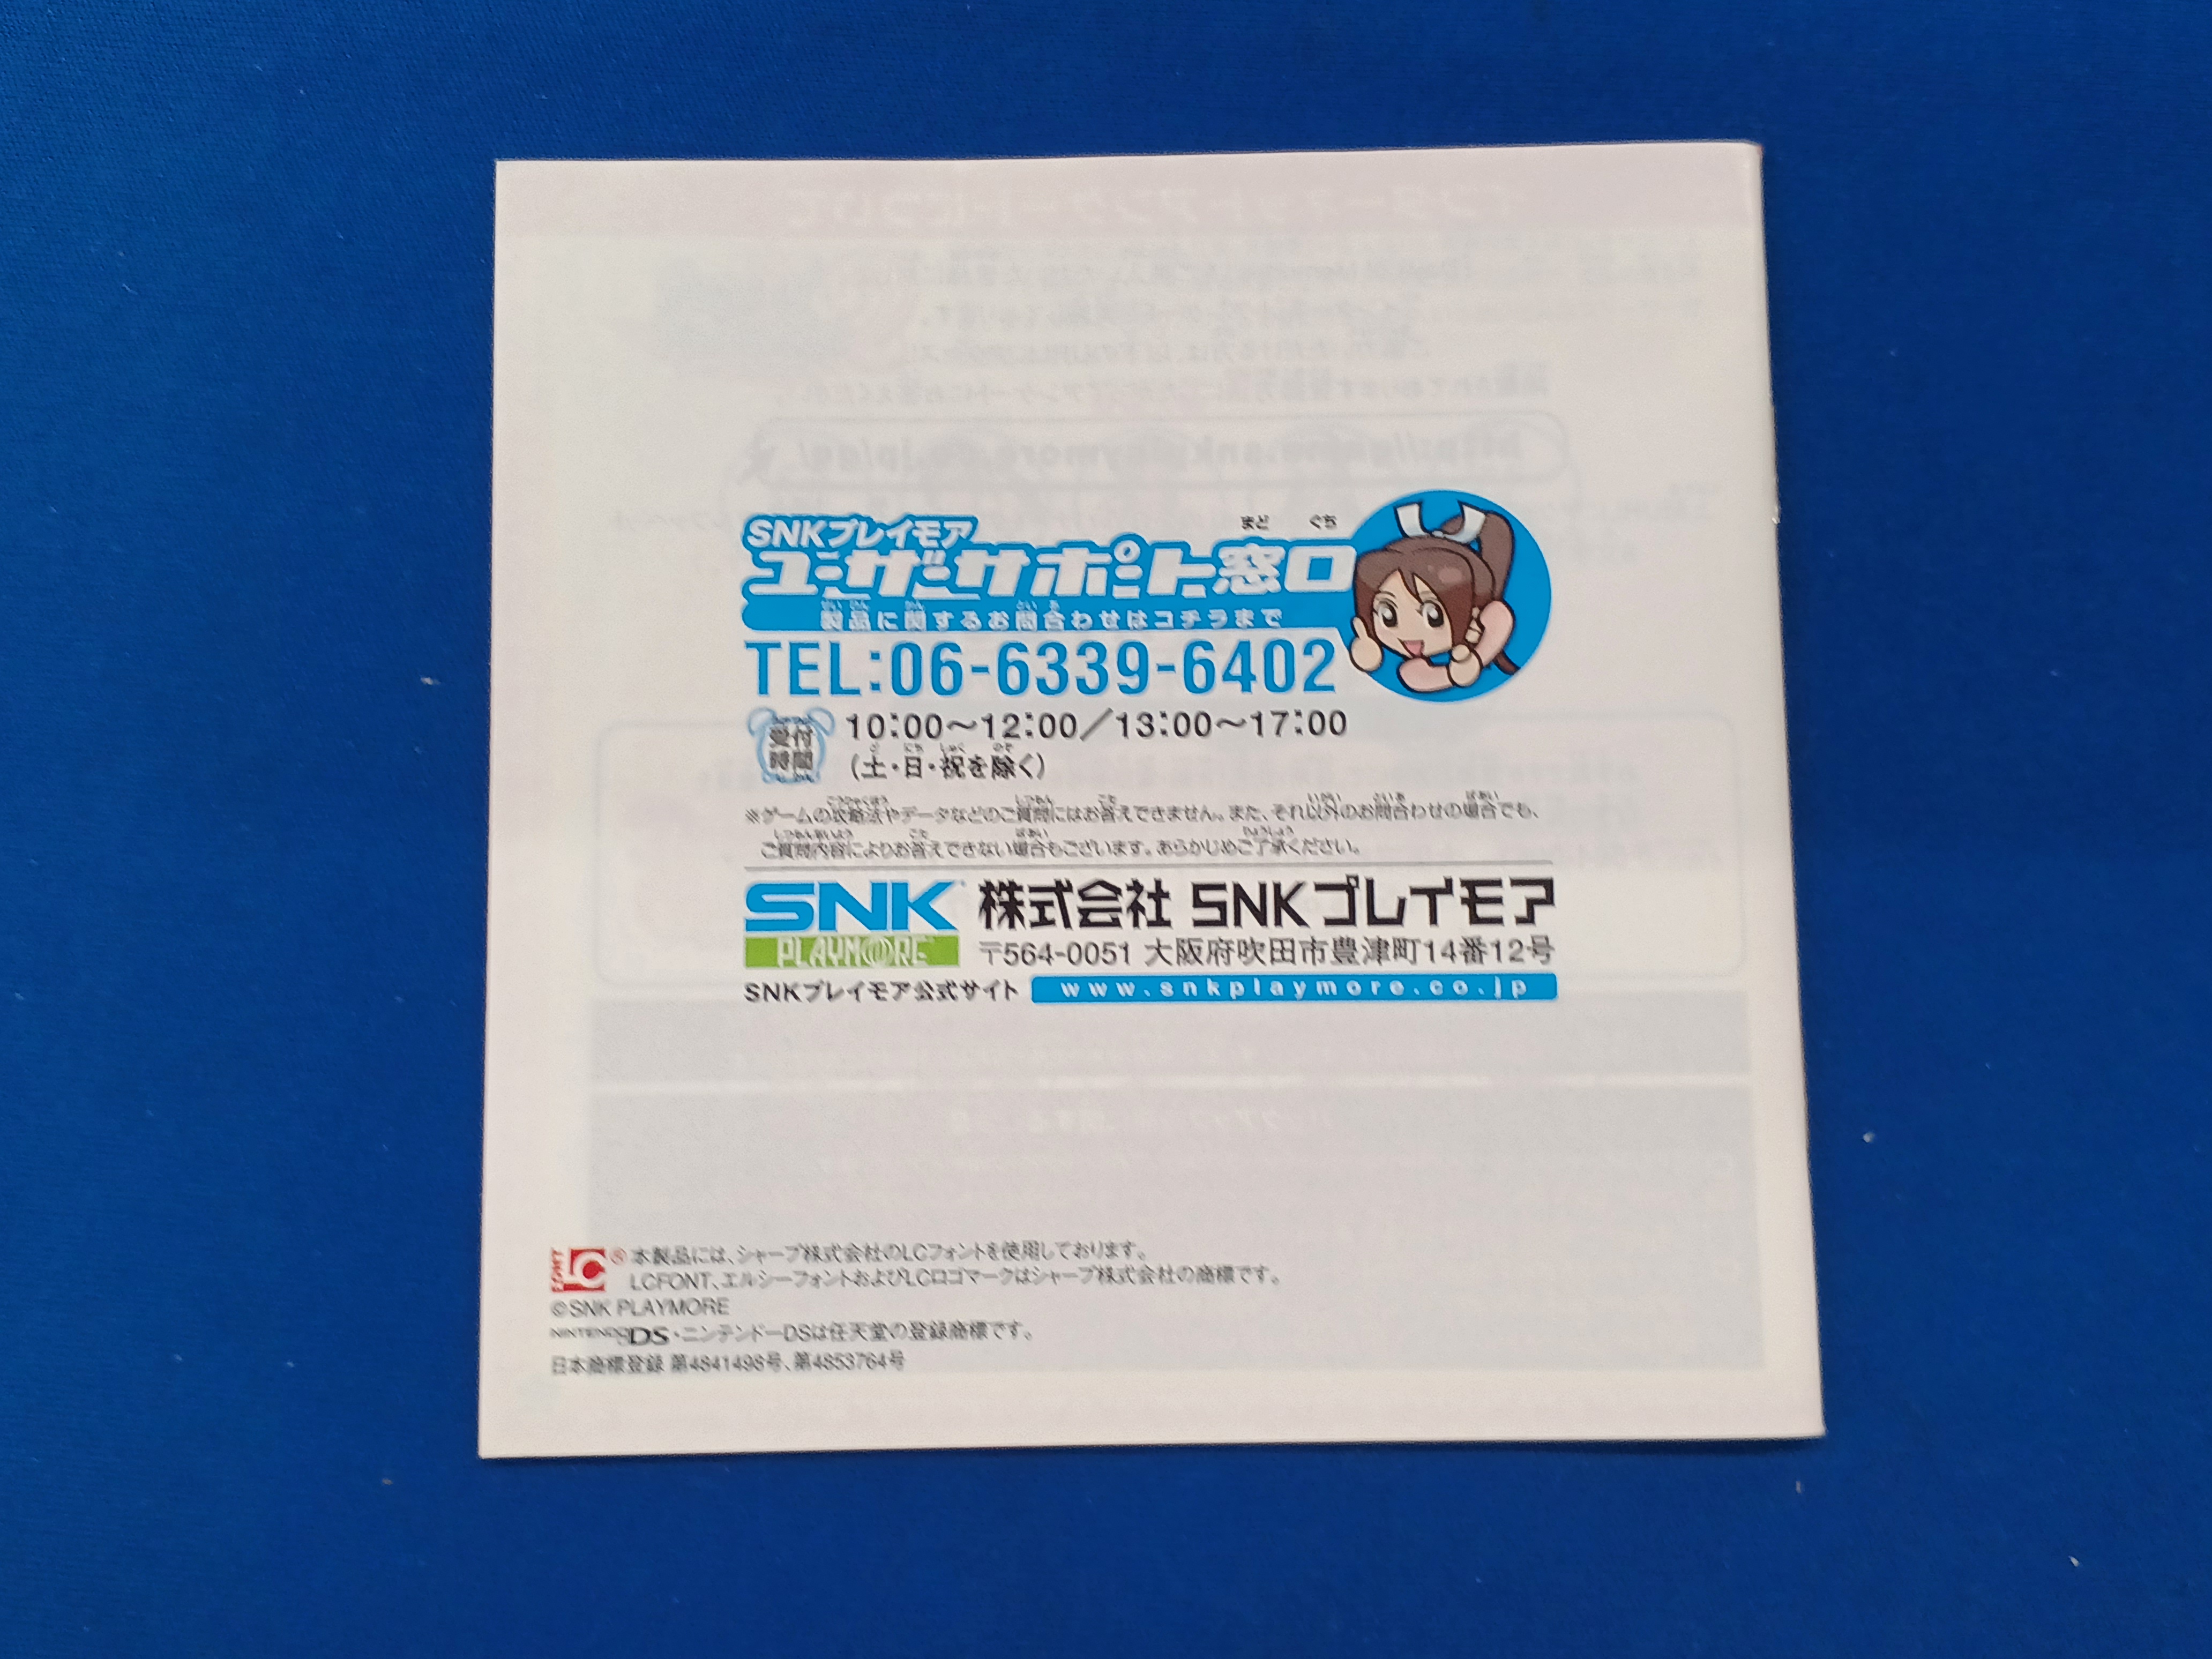 SNKプレイモア
まど ぐち
ユーザーサポート窓口
製品に関するお問合わせはコチラまで
TEL:06-6339-6402
受付時間
10:00〜12:00／13:00〜17:00
(土・日・祝を除く)
※ゲームの攻略法やデータなどのご質問にはお答えできません。また、それ以外のお問合わせの場合でも、
ご質問内容によりお答えできない場合もございます。あらかじめご了承ください。
SNK PLAYMORE
株式会社 SNKプレイモア
〒564-0051 大阪府吹田市豊津町14番12号
SNKプレイモア公式サイト www.snkplaymore.co.jp
LC FONT ® 本製品には、シャープ株式会社のLCフォントを使用しております。
LCFONT、エルシーフォントおよびLCロゴマークはシャープ株式会社の商標です。
©SNK PLAYMORE
NINTENDO DS・ニンテンドーDSは任天堂の登録商標です。
日本商標登録 第4841498号、第4853764号